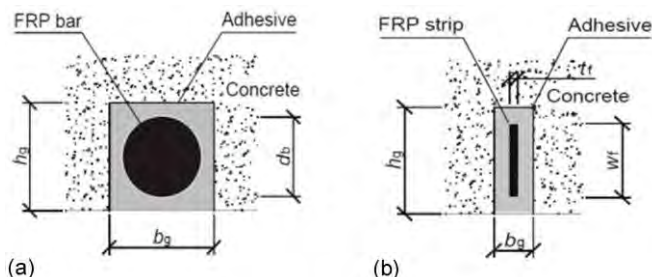 FRP bar
Adhesive
Concrete
hg
db
bg
(a)
FRP strip
Adhesive
tf
Concrete
hg
wf
bg
(b)